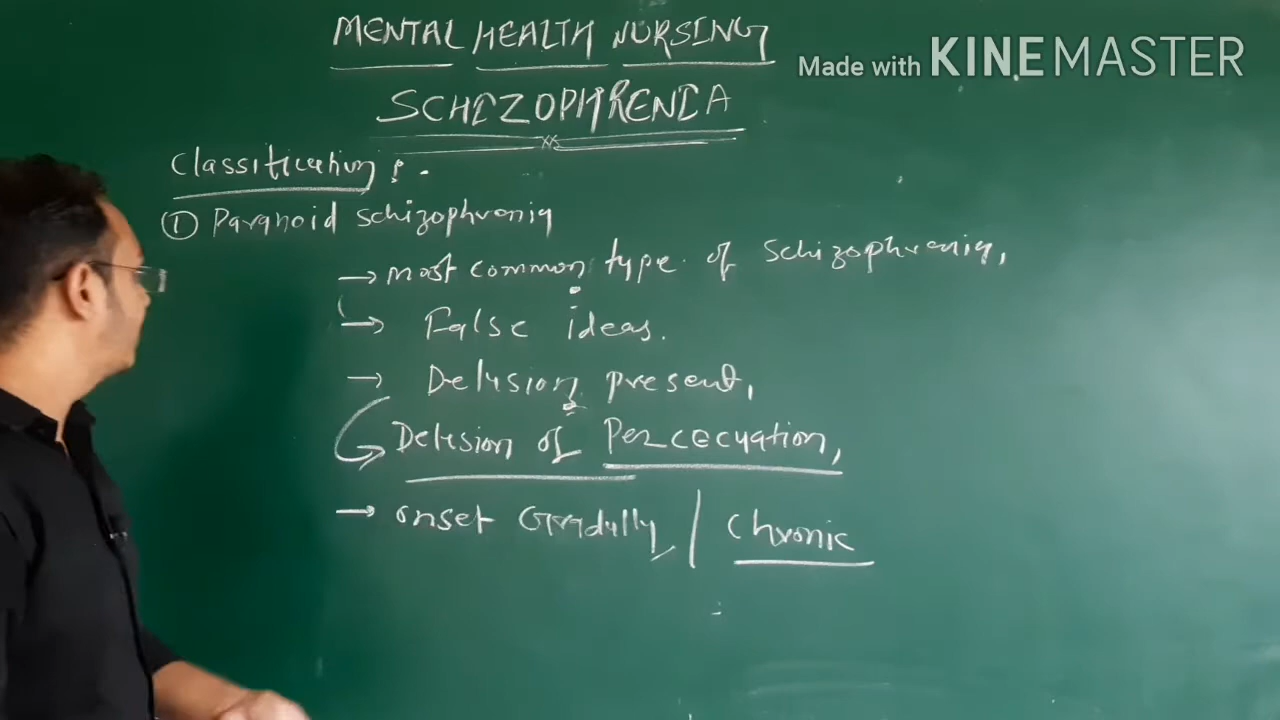 MENTAL HEALTH NURSING
Made with KINEMASTER
SCHIZOPHRENIA
Classification :-
① Paranoid Schizophrenia
→ most common type of Schizophrenia,
→ False ideas.
→ Delusion present,
Delusion of Percecuation,
→ onset Gradully / Chronic